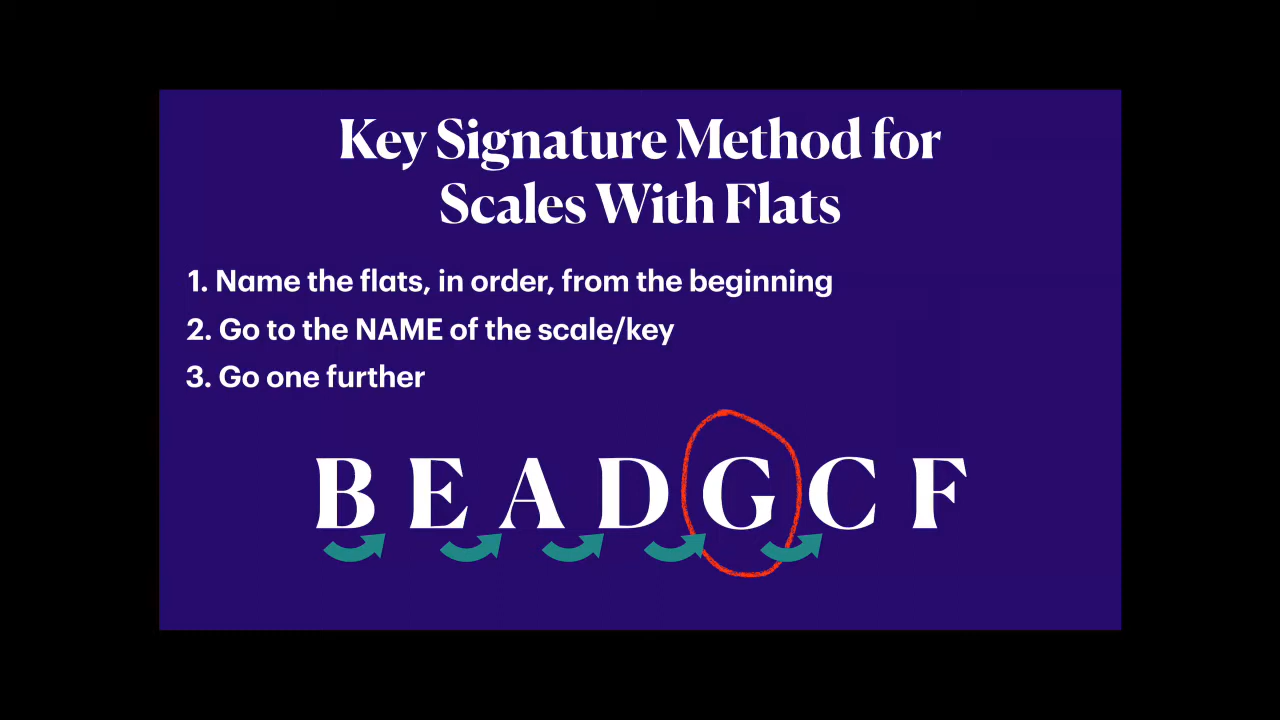 Key Signature Method for
Scales With Flats
1. Name the flats, in order, from the beginning
2. Go to the NAME of the scale/key
3. Go one further
B E A D G C F